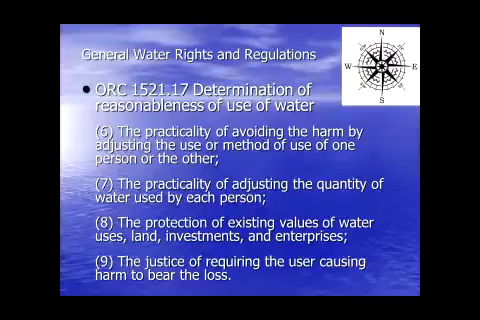 General Water Rights and Regulations
N
W
E
S
• ORC 1521.17 Determination of
reasonableness of use of water
(6) The practicality of avoiding the harm by
adjusting the use or method of use of one
person or the other;
(7) The practicality of adjusting the quantity of
water used by each person;
(8) The protection of existing values of water
uses, land, investments, and enterprises;
(9) The justice of requiring the user causing
harm to bear the loss.